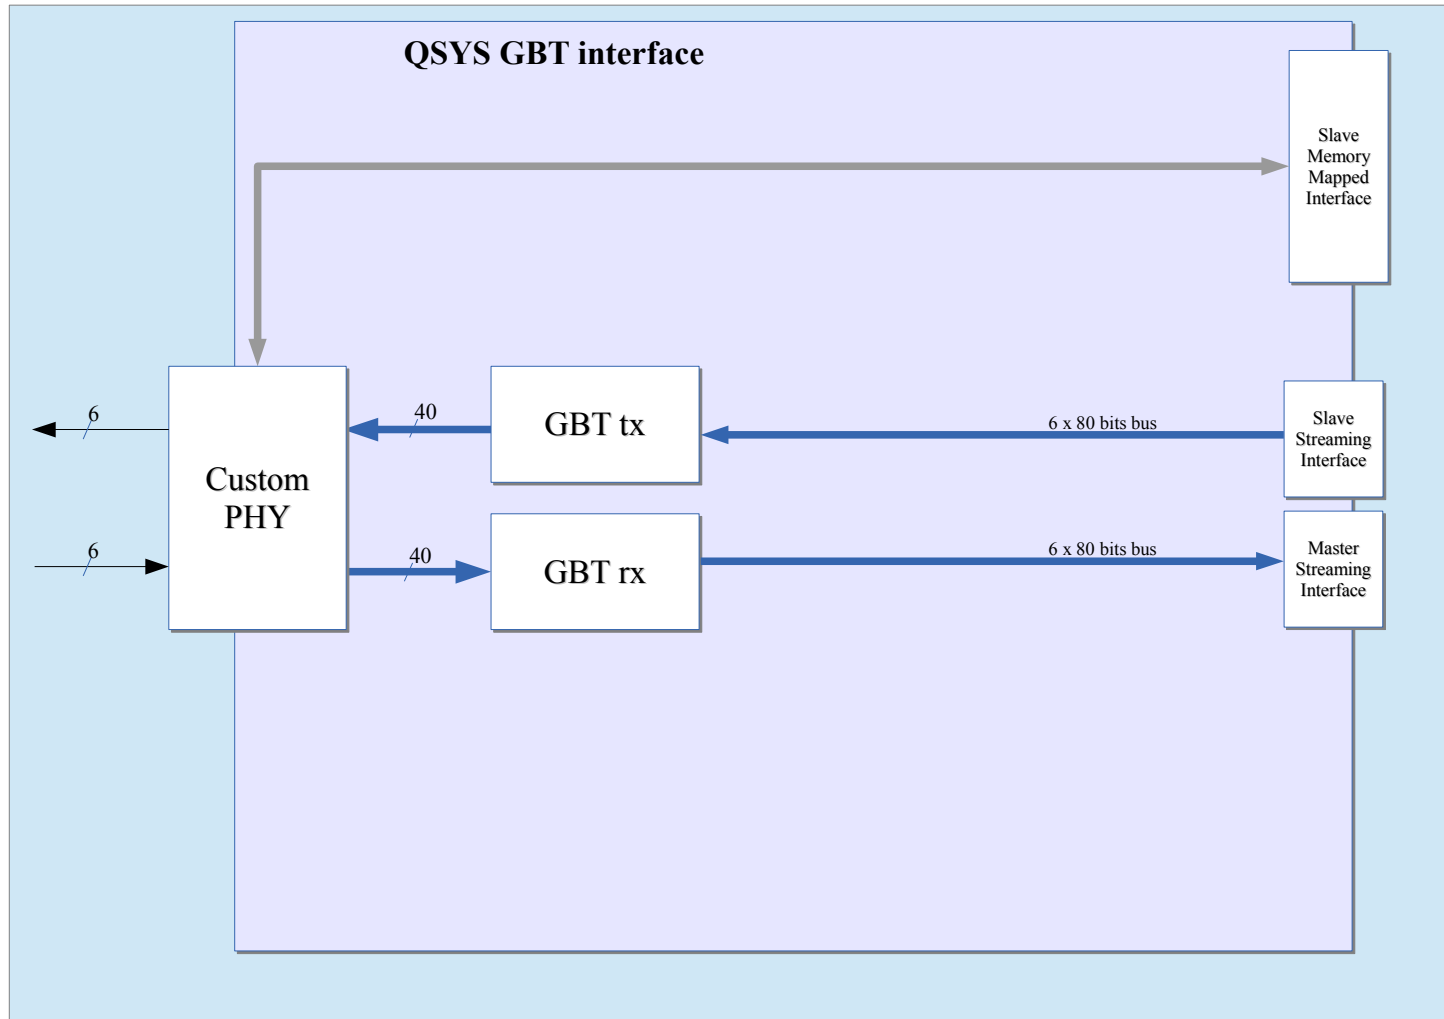 QSYS GBT interface
Slave
Memory
Mapped
Interface
6
40
GBT tx
6 x 80 bits bus
Slave
Streaming
Interface
Custom
PHY
6
40
GBT rx
6 x 80 bits bus
Master
Streaming
Interface